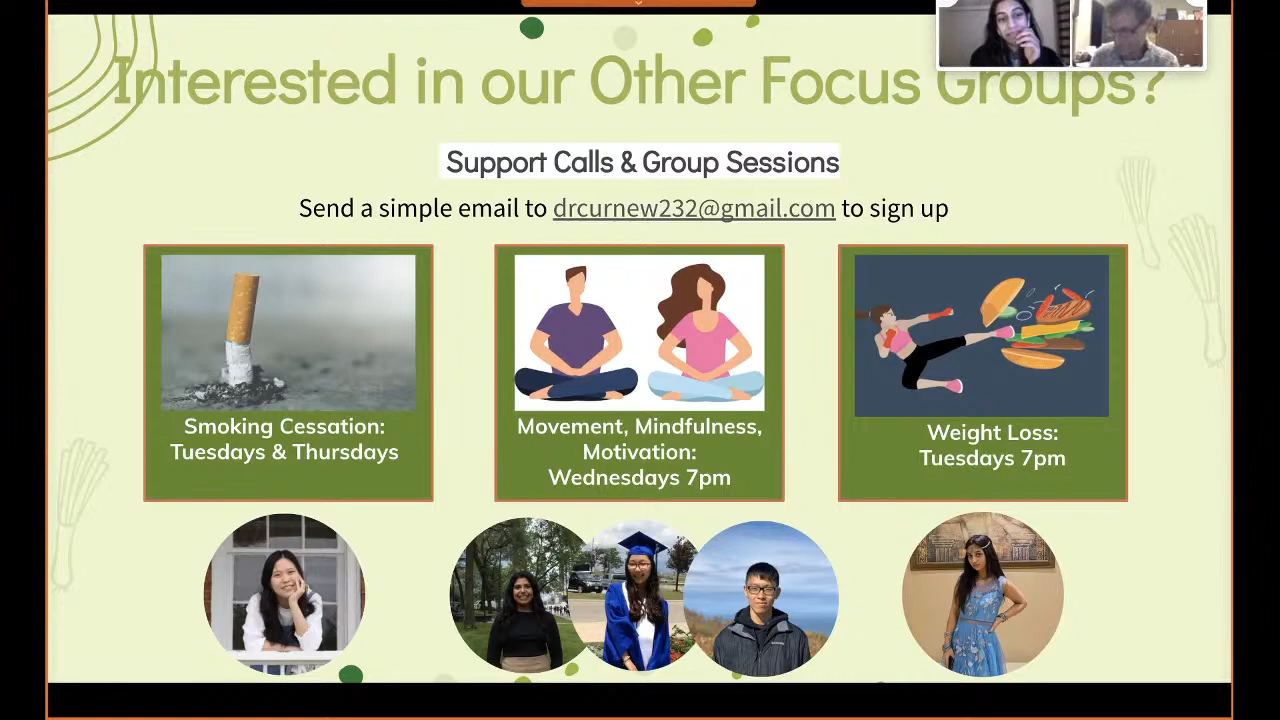 Interested in our Other Focus Groups?
Support Calls & Group Sessions
Send a simple email to drcurnew232@gmail.com to sign up
Smoking Cessation:
Tuesdays & Thursdays
Movement, Mindfulness,
Motivation:
Wednesdays 7pm
Weight Loss:
Tuesdays 7pm